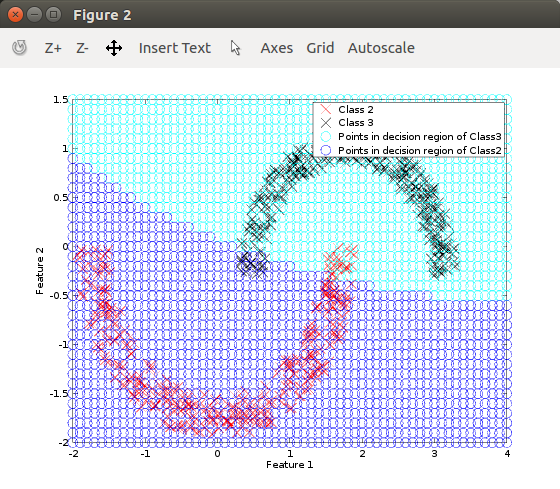 Figure 2
Z+ Z- Insert Text Axes Grid Autoscale
Class 2
Class 3
Points in decision region of Class3
Points in decision region of Class2
1.5
1
0.5
0
-0.5
-1
-1.5
-2
Feature 2
-2 -1 0 1 2 3 4
Feature 1